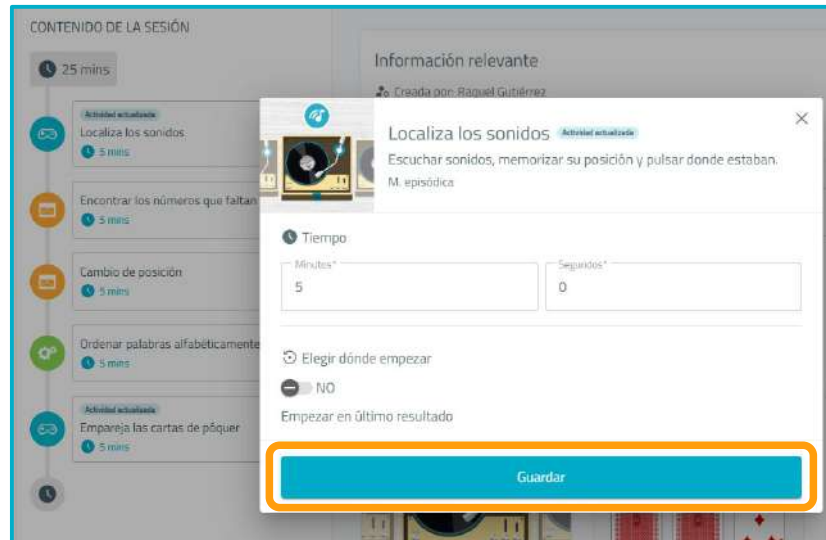 CONTENIDO DE LA SESIÓN
25 mins
Actividad actualizada
Localiza los sonidos
5 mins
Encontrar los números que faltan
5 mins
Cambio de posición
5 mins
Ordenar palabras alfabéticamente
5 mins
Actividad actualizada
Empareja las cartas de póquer
5 mins
Información relevante
Creada por: Raquel Gutiérrez
Localiza los sonidos Actividad actualizada
Escuchar sonidos, memorizar su posición y pulsar donde estaban.
M. episódica
Tiempo
Minutos* Segundos*
5 0
Elegir dónde empezar
NO
Empezar en último resultado
Guardar